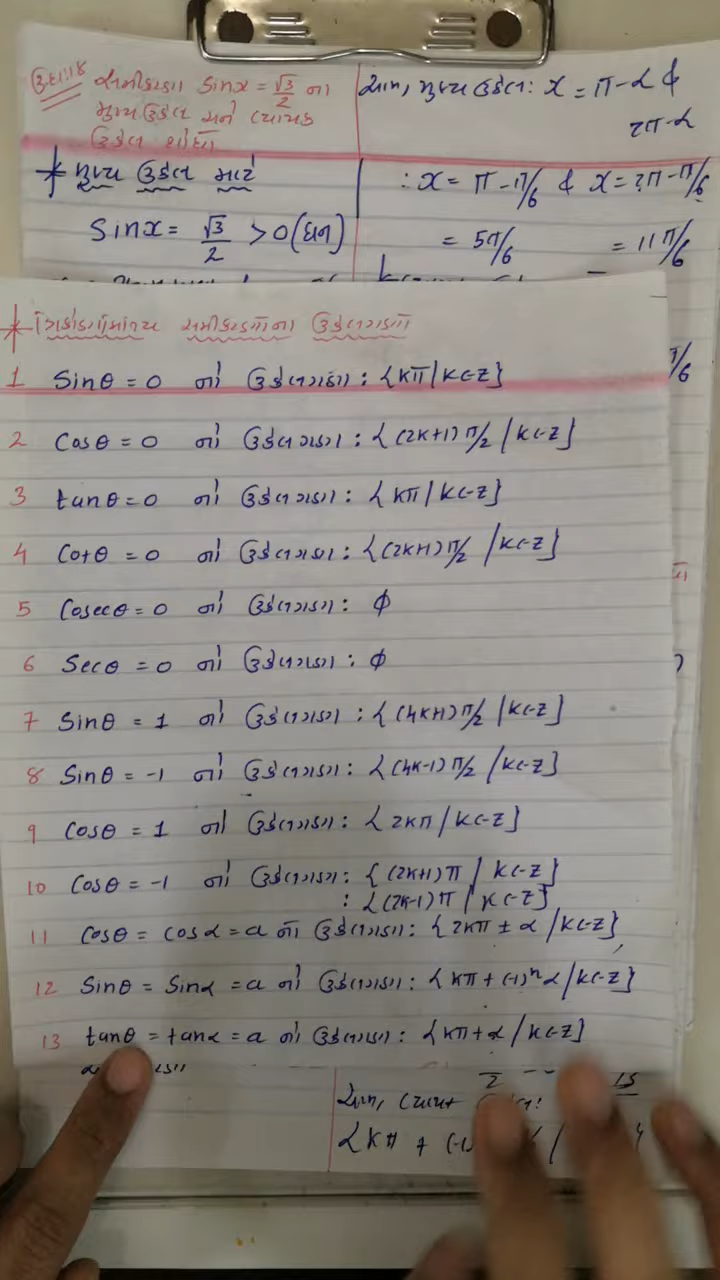 ઉદા:18 સમીકરણ Sinx = √3/2 ના
મુખ્ય ઉકેલ અને વ્યાપક
ઉકેલ શોધો
* મુખ્ય ઉકેલ માટે
Sinx = √3/2 > 0 (ધન)
આમ, મુખ્ય ઉકેલ: x = π-α &
2π-α
: x = π - π/6 & x = 2π - π/6
= 5π/6 = 11π/6
π/6
* ત્રિકોણમિતીય સમીકરણોના ઉકેલગણો
1 Sinθ = 0 નો ઉકેલગણ: {kπ/k∈Z}
2 Cosθ = 0 નો ઉકેલગણ: {(2k+1)π/2 /k∈Z}
3 tanθ = 0 નો ઉકેલગણ: {kπ/k∈Z}
4 Cotθ = 0 નો ઉકેલગણ: {(2k+1)π/2 /k∈Z}
5 Cosecθ = 0 નો ઉકેલગણ: ϕ
6 Secθ = 0 નો ઉકેલગણ: ϕ
7 Sinθ = 1 નો ઉકેલગણ: {(4k+1)π/2 /k∈Z}
8 Sinθ = -1 નો ઉકેલગણ: {(4k-1)π/2 /k∈Z}
9 Cosθ = 1 નો ઉકેલગણ: {2kπ/k∈Z}
10 Cosθ = -1 નો ઉકેલગણ: {(2k+1)π / k∈Z}
: {(2k-1)π / k∈Z}
11 Cosθ = cosα = a નો ઉકેલગણ: {2kπ ± α /k∈Z}
12 Sinθ = Sinα = a નો ઉકેલગણ: {kπ + (-1)ⁿ α /k∈Z}
13 tanθ = tanα = a નો ઉકેલગણ: {kπ+α /k∈Z}
આમ, વ્યાપક
{kπ + (-1)